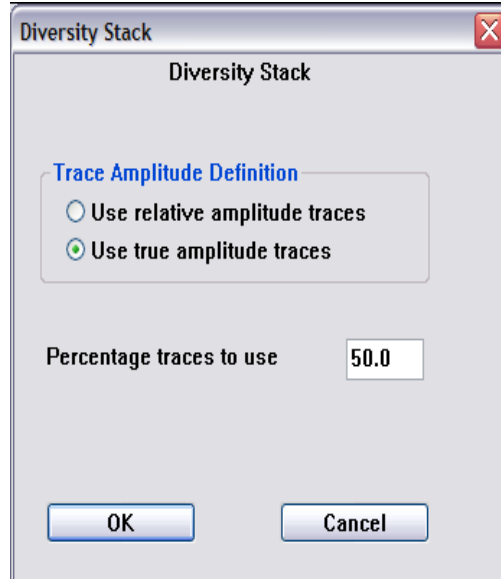 Diversity Stack
Diversity Stack
Trace Amplitude Definition
Use relative amplitude traces
Use true amplitude traces
Percentage traces to use 50.0
OK Cancel